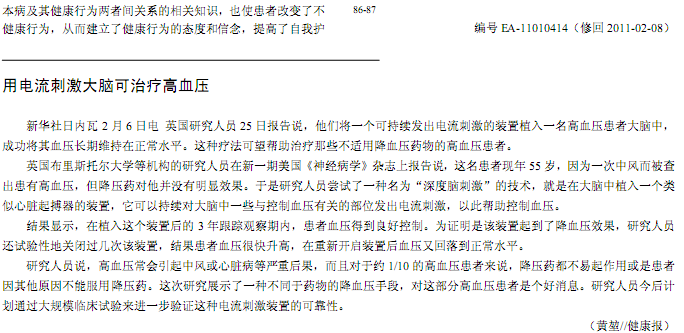 本病及其健康行为两者间关系的相关知识，也使患者改变了不
健康行为，从而建立了健康行为的态度和信念，提高了自我护
86-87
编号 EA-11010414（修回 2011-02-08）
用电流刺激大脑可治疗高血压
新华社日内瓦 2 月 6 日电  英国研究人员 25 日报告说，他们将一个可持续发出电流刺激的装置植入一名高血压患者大脑中，
成功将其血压长期维持在正常水平。这种疗法可望帮助治疗那些不适用降血压药物的高血压患者。
英国布里斯托尔大学等机构的研究人员在新一期美国《神经病学》杂志上报告说，这名患者现年 55 岁，因为一次中风而被查
出患有高血压，但降压药对他并没有明显效果。于是研究人员尝试了一种名为“深度脑刺激”的技术，就是在大脑中植入一个类
似心脏起搏器的装置，它可以持续对大脑中一些与控制血压有关的部位发出电流刺激，以此帮助控制血压。
结果显示，在植入这个装置后的 3 年跟踪观察期内，患者血压得到良好控制。为证明是该装置起到了降血压效果，研究人员
还试验性地关闭过几次该装置，结果患者血压很快升高，在重新开启装置后血压又回落到正常水平。
研究人员说，高血压常会引起中风或心脏病等严重后果，而且对于约 1/10 的高血压患者来说，降压药都不易起作用或是患者
因其他原因不能服用降压药。这次研究展示了一种不同于药物的降血压手段，对这部分高血压患者是个好消息。研究人员今后计
划通过大规模临床试验来进一步验证这种电流刺激装置的可靠性。
（黄堃//健康报）